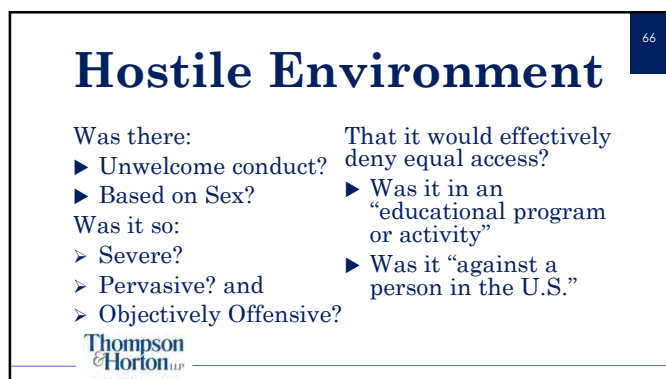 66
Hostile Environment
Was there:
▶ Unwelcome conduct?
▶ Based on Sex?
Was it so:
➢ Severe?
➢ Pervasive? and
➢ Objectively Offensive?
That it would effectively
deny equal access?
▶ Was it in an
“educational program
or activity”
▶ Was it “against a
person in the U.S.”
Thompson
& Horton LLP